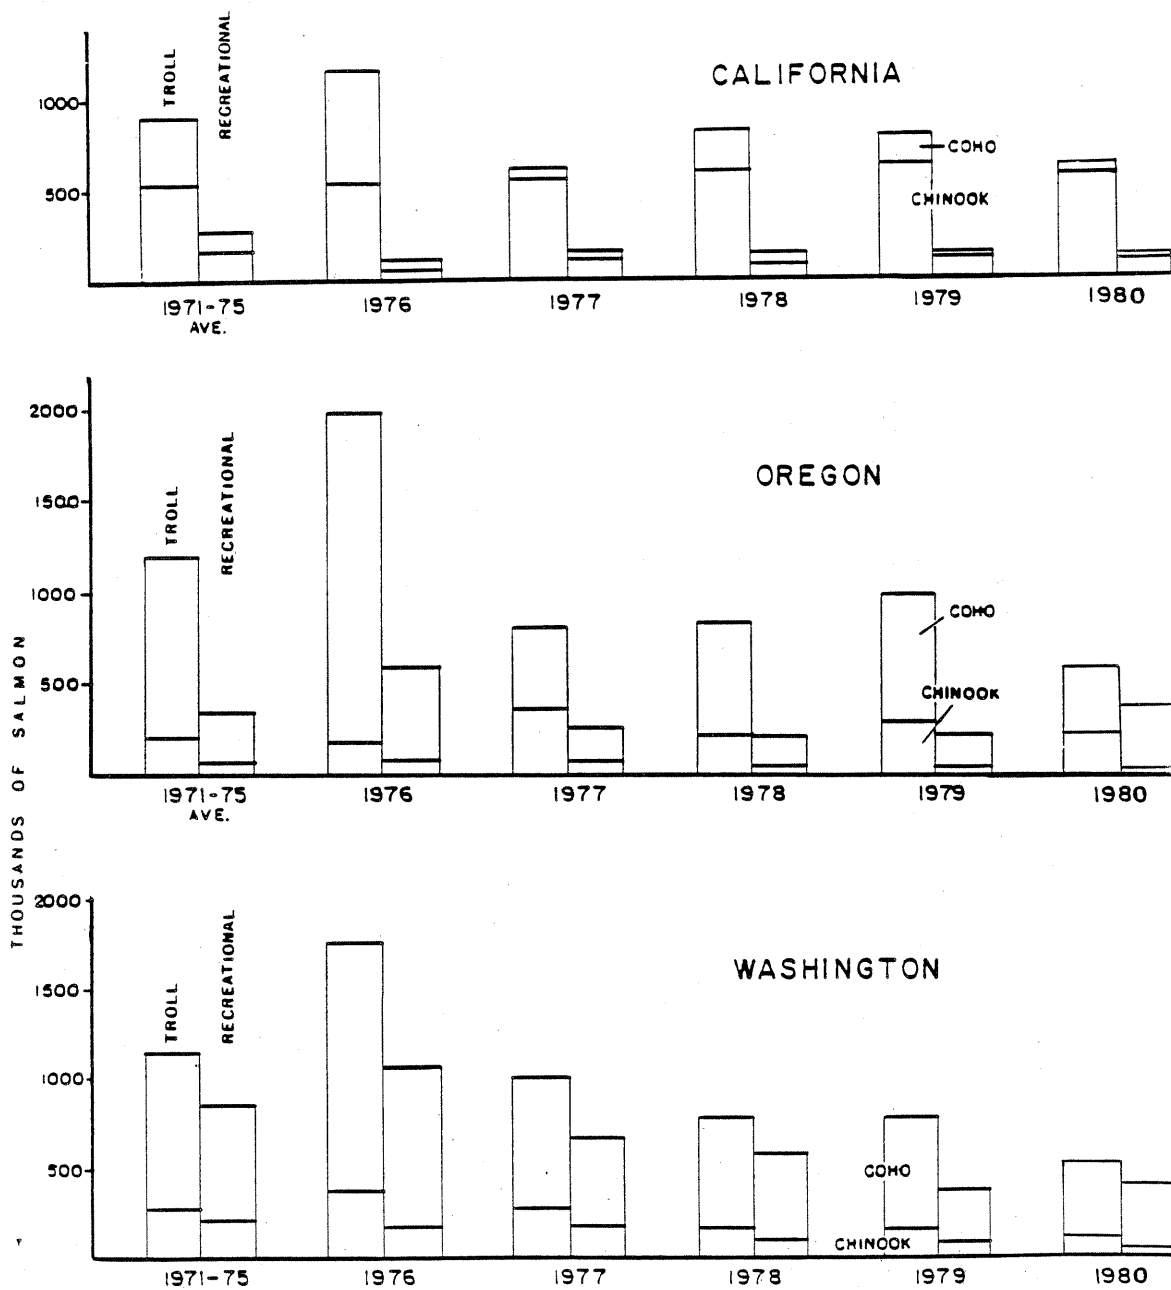 THOUSANDS OF SALMON
CALIFORNIA
TROLL
RECREATIONAL
1000
500
COHO
CHINOOK
1971-75 1976 1977 1978 1979 1980
AVE.
OREGON
TROLL
RECREATIONAL
2000
1500
1000
500
COHO
CHINOOK
1971-75 1976 1977 1978 1979 1980
AVE.
WASHINGTON
TROLL
RECREATIONAL
2000
1500
1000
500
COHO
CHINOOK
1971-75 1976 1977 1978 1979 1980